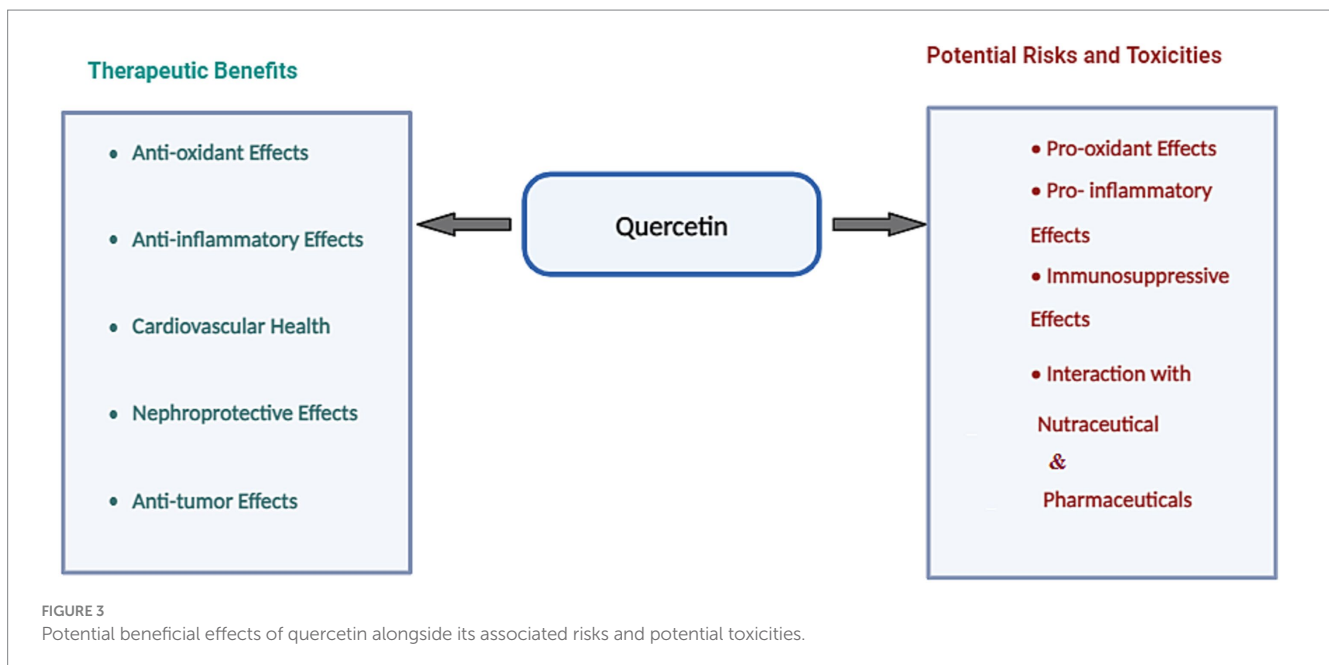 Therapeutic Benefits
• Anti-oxidant Effects
• Anti-inflammatory Effects
• Cardiovascular Health
• Nephroprotective Effects
• Anti-tumor Effects
Quercetin
Potential Risks and Toxicities
• Pro-oxidant Effects
• Pro- inflammatory
Effects
• Immunosuppressive
Effects
• Interaction with
Nutraceutical
&
Pharmaceuticals
FIGURE 3
Potential beneficial effects of quercetin alongside its associated risks and potential toxicities.